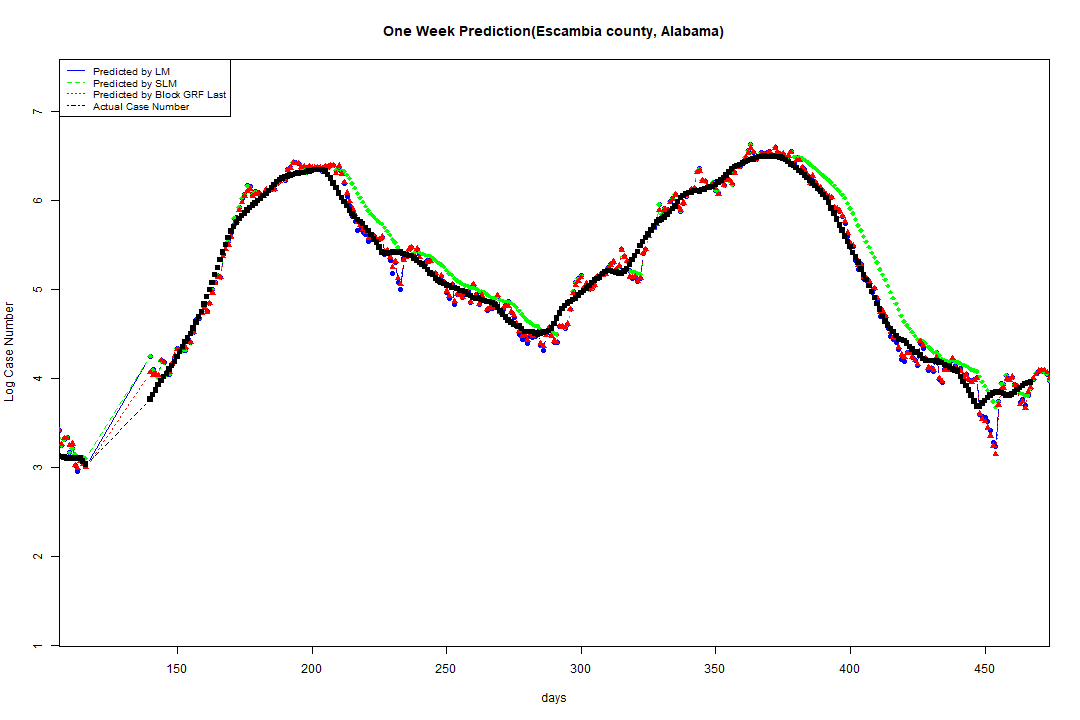 One Week Prediction(Escambia county, Alabama)
Predicted by LM
Predicted by SLM
Predicted by Block GRF Last
Actual Case Number
Log Case Number
7
6
5
4
3
2
1
150 200 250 300 350 400 450
days